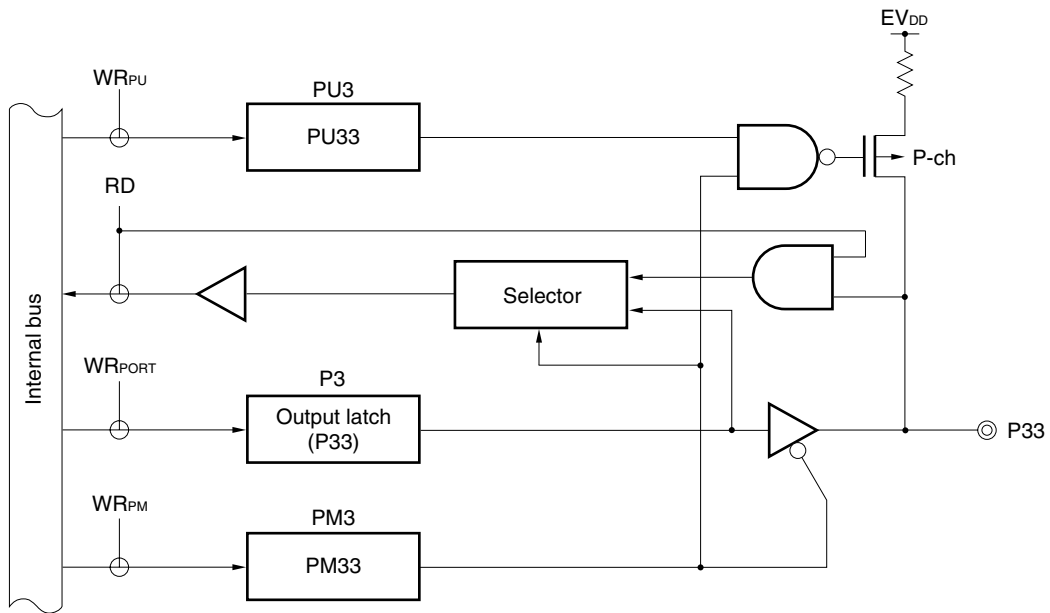 EVDD
WRPU
PU3
PU33
P-ch
RD
Selector
Internal bus
WRPORT
P3
Output latch
(P33)
P33
WRPM
PM3
PM33